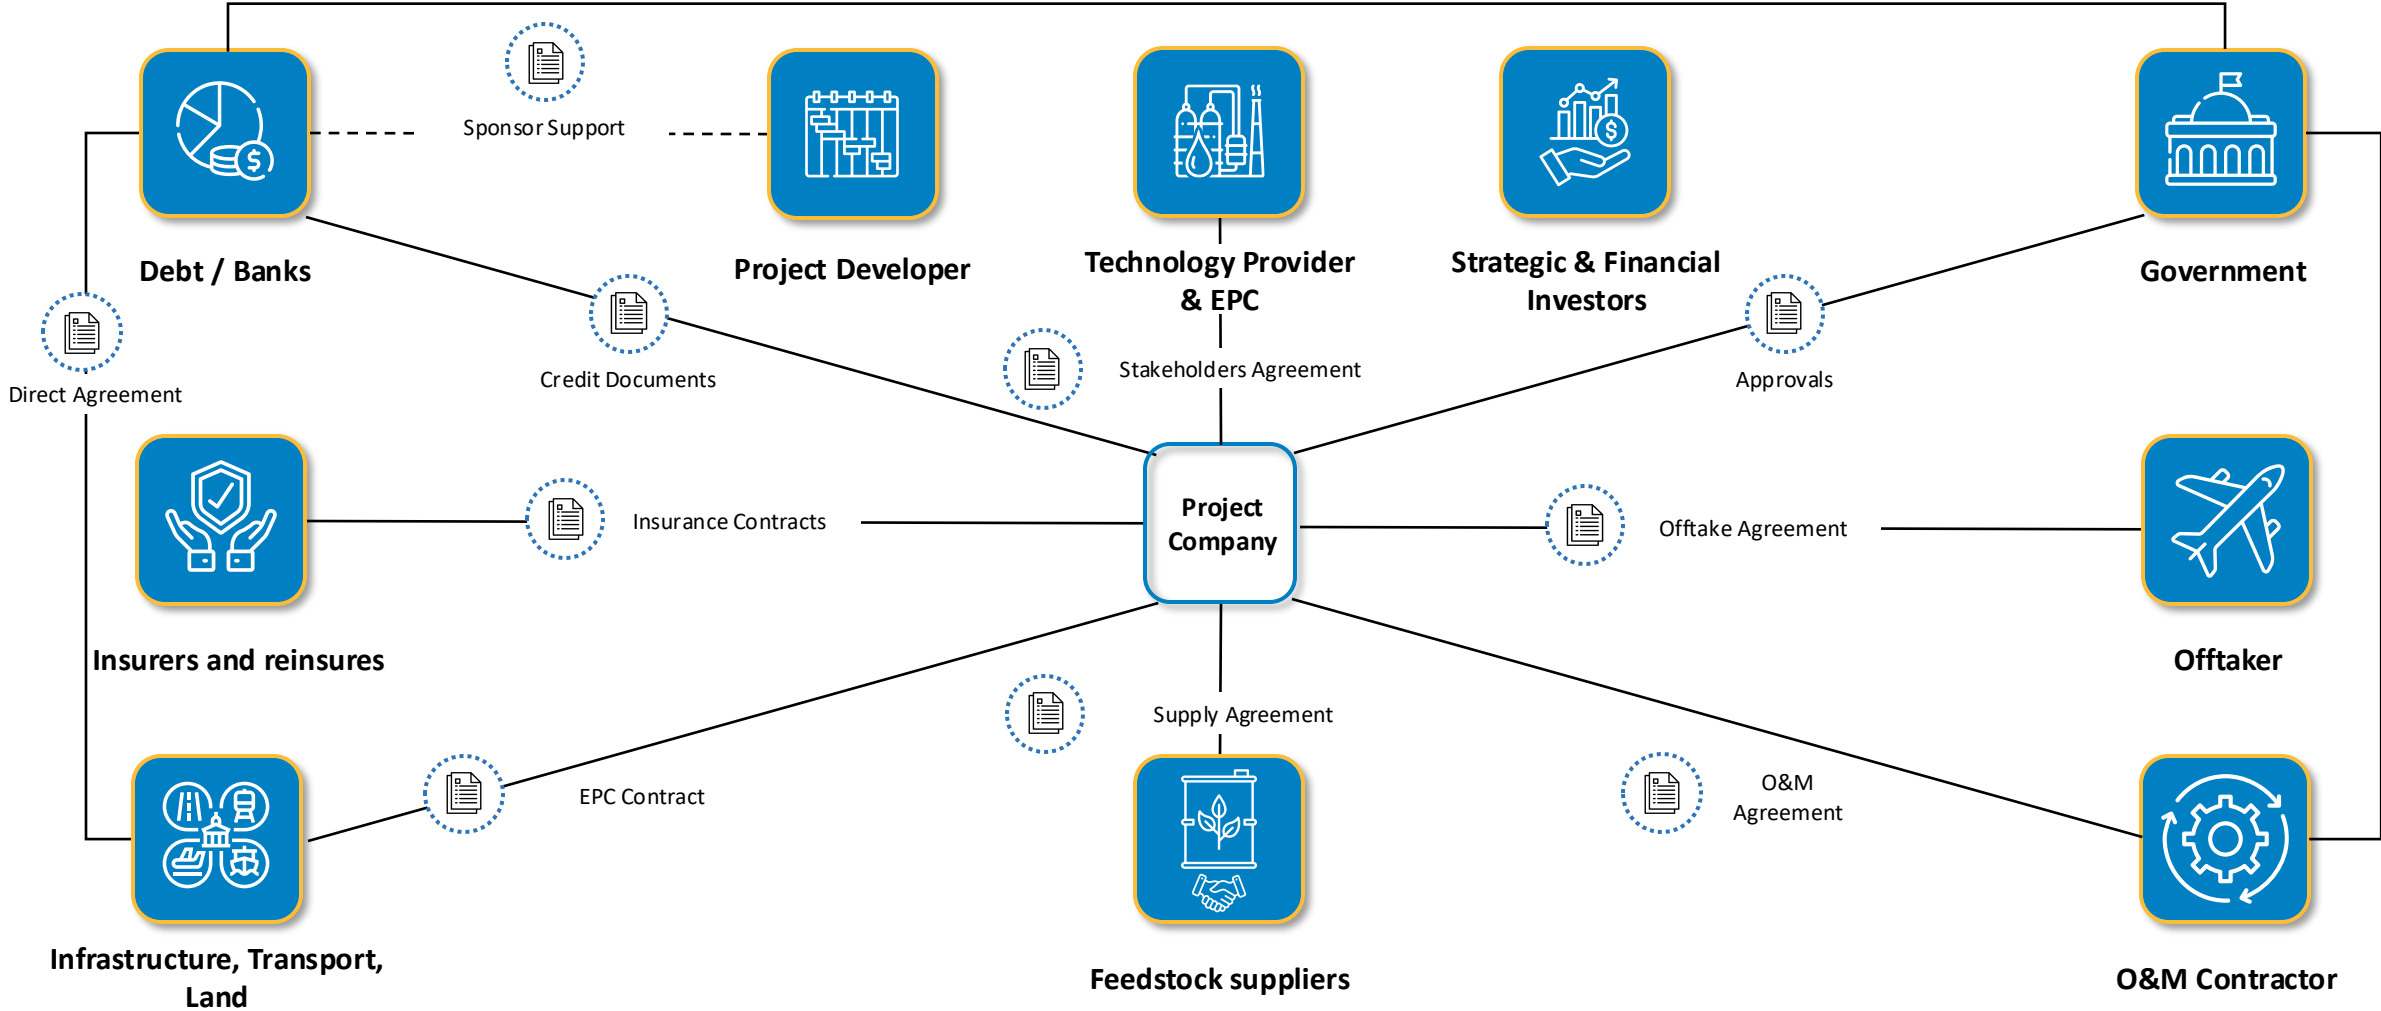 Sponsor Support
Debt / Banks
Project Developer
Technology Provider
& EPC
Strategic & Financial
Investors
Government
Direct Agreement
Credit Documents
Stakeholders Agreement
Approvals
Insurance Contracts
Project
Company
Offtake Agreement
Insurers and reinsures
Offtaker
Supply Agreement
EPC Contract
O&M
Agreement
Infrastructure, Transport,
Land
Feedstock suppliers
O&M Contractor